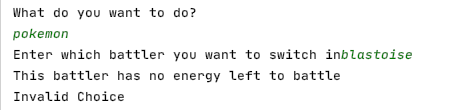 What do you want to do?
pokemon
Enter which battler you want to switch inblastoise
This battler has no energy left to battle
Invalid Choice